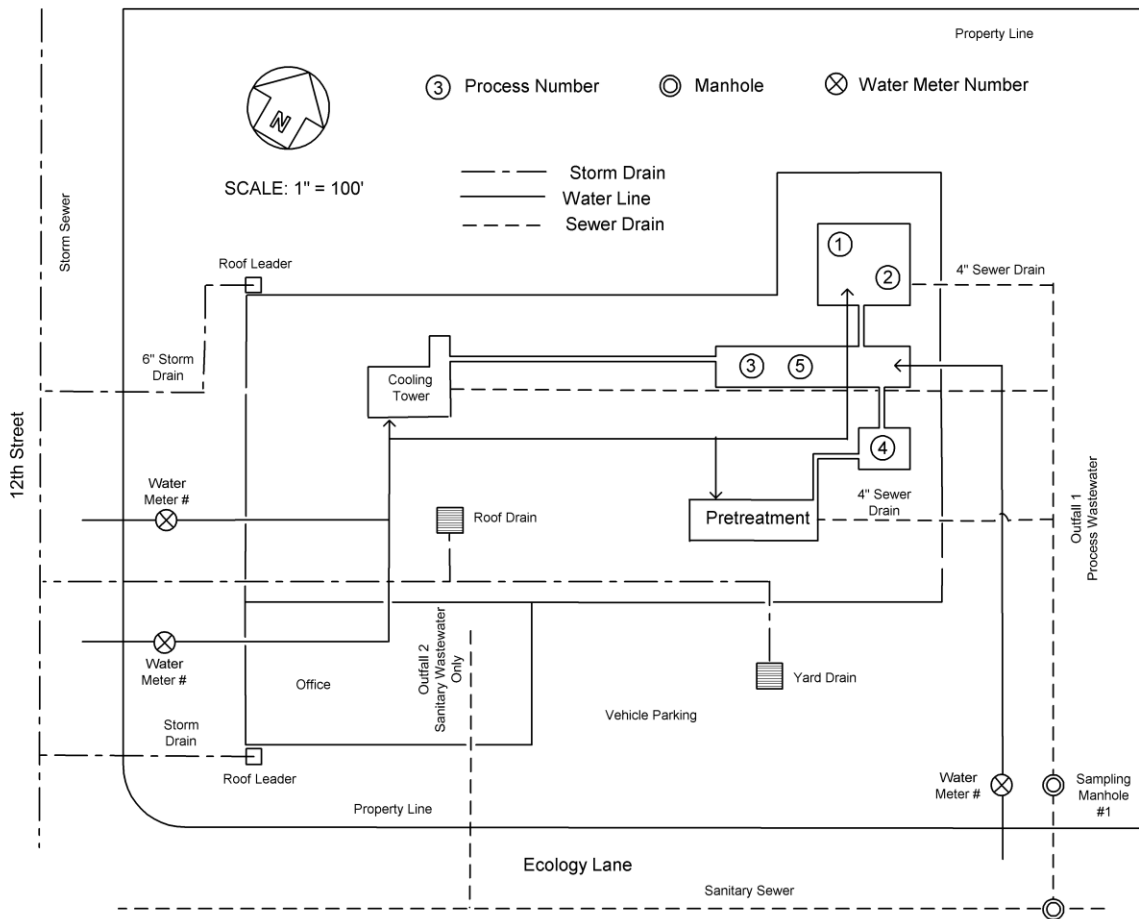 Property Line
3 Process Number
Manhole
Water Meter Number
N
SCALE: 1" = 100'
Storm Drain
Water Line
Sewer Drain
Storm Sewer
Roof Leader
1
2
4" Sewer Drain
6" Storm
Drain
Cooling
Tower
3
5
12th Street
4
Water
Meter #
Roof Drain
Pretreatment
4" Sewer
Drain
Outfall 1
Process Wastewater
Water
Meter #
Office
Outfall 2
Sanitary Wastewater
Only
Yard Drain
Vehicle Parking
Storm
Drain
Roof Leader
Property Line
Water
Meter #
Sampling
Manhole
#1
Ecology Lane
Sanitary Sewer